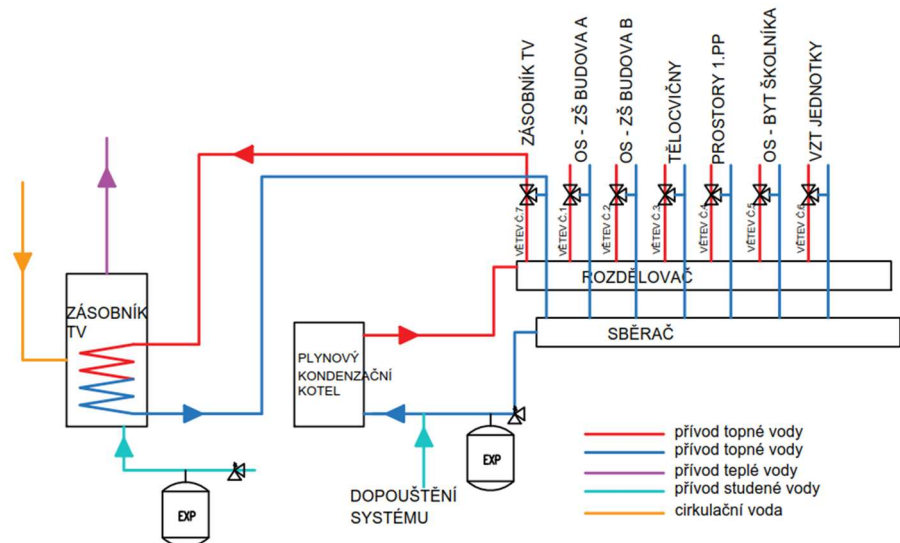 ZÁSOBNÍK TV
OS - ZŠ BUDOVA A
OS - ZŠ BUDOVA B
TĚLOCVIČNY
PROSTORY 1.PP
OS - BYT ŠKOLNÍKA
VZT JEDNOTKY
VĚTEV Č.7
VĚTEV Č.1
VĚTEV Č.2
VĚTEV Č.3
VĚTEV Č.4
VĚTEV Č.5
VĚTEV Č.6
ROZDĚLOVAČ
SBĚRAČ
ZÁSOBNÍK
TV
PLYNOVÝ
KONDENZAČNÍ
KOTEL
EXP
EXP
DOPOUŠTĚNÍ
SYSTÉMU
přívod topné vody
přívod topné vody
přívod teplé vody
přívod studené vody
cirkulační voda